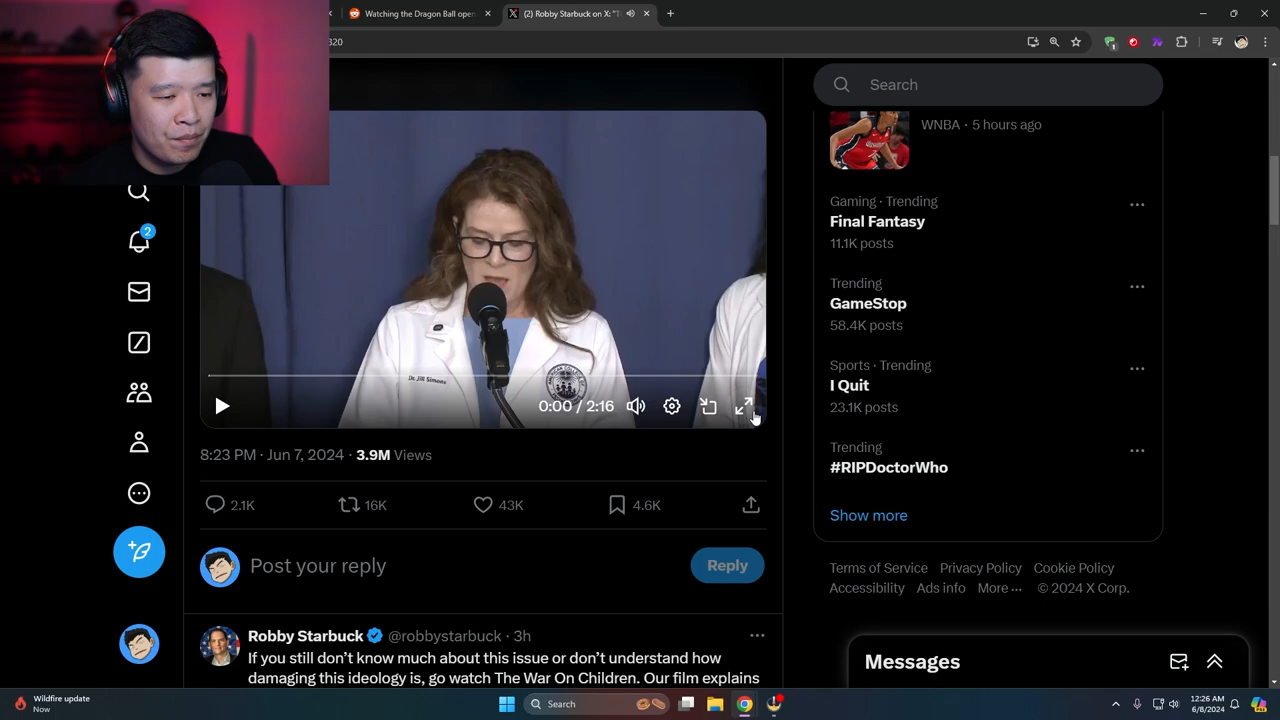 Watching the Dragon Ball open
(2) Robby Starbuck on X: "T
320
Search
WNBA · 5 hours ago
Gaming · Trending
Final Fantasy
11.1K posts
Trending
GameStop
58.4K posts
Sports · Trending
I Quit
23.1K posts
Trending
#RIPDoctorWho
Show more
Terms of Service Privacy Policy Cookie Policy
Accessibility Ads info More ··· © 2024 X Corp.
2
Dr. Jill Simons
0:00 / 2:16
8:23 PM · Jun 7, 2024 · 3.9M Views
2.1K 16K 43K 4.6K
Post your reply
Reply
Robby Starbuck @robbystarbuck · 3h
If you still don't know much about this issue or don't understand how
damaging this ideology is, go watch The War On Children. Our film explains
Messages
Wildfire update
Now
Search
12:26 AM
6/8/2024